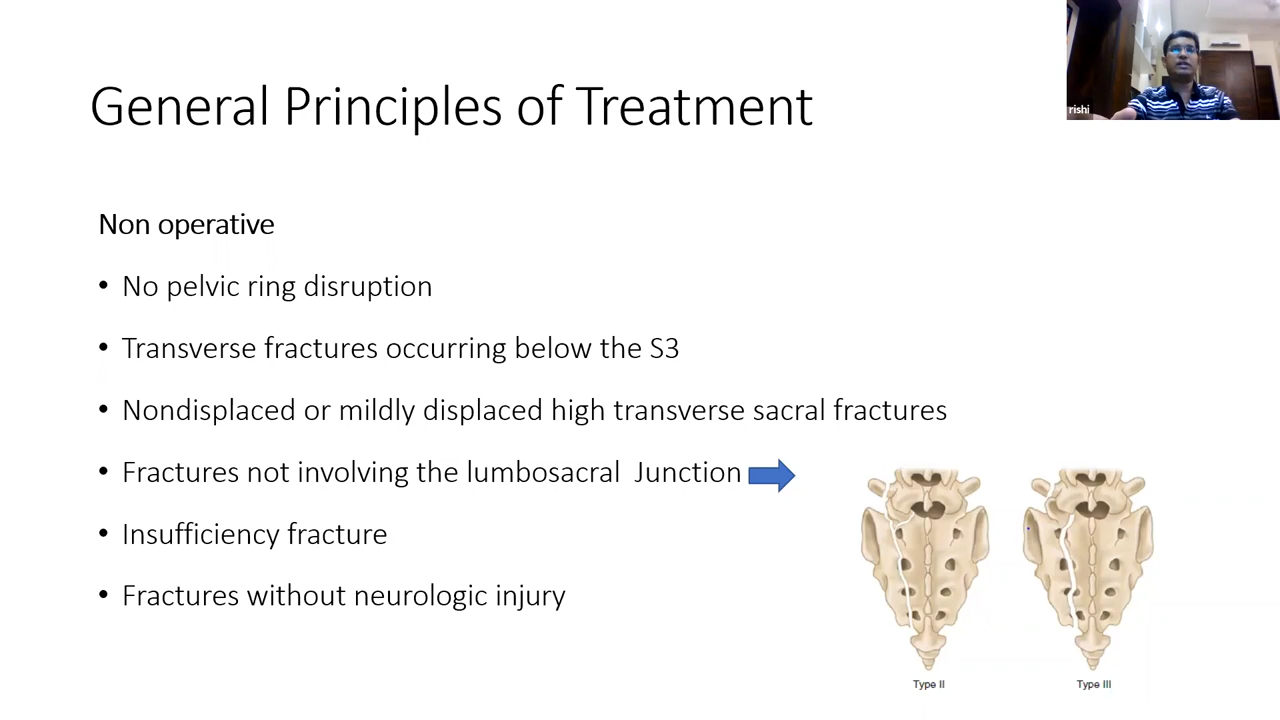 rishi
General Principles of Treatment
Non operative
• No pelvic ring disruption
• Transverse fractures occurring below the S3
• Nondisplaced or mildly displaced high transverse sacral fractures
• Fractures not involving the lumbosacral Junction
• Insufficiency fracture
• Fractures without neurologic injury
Type II
Type III